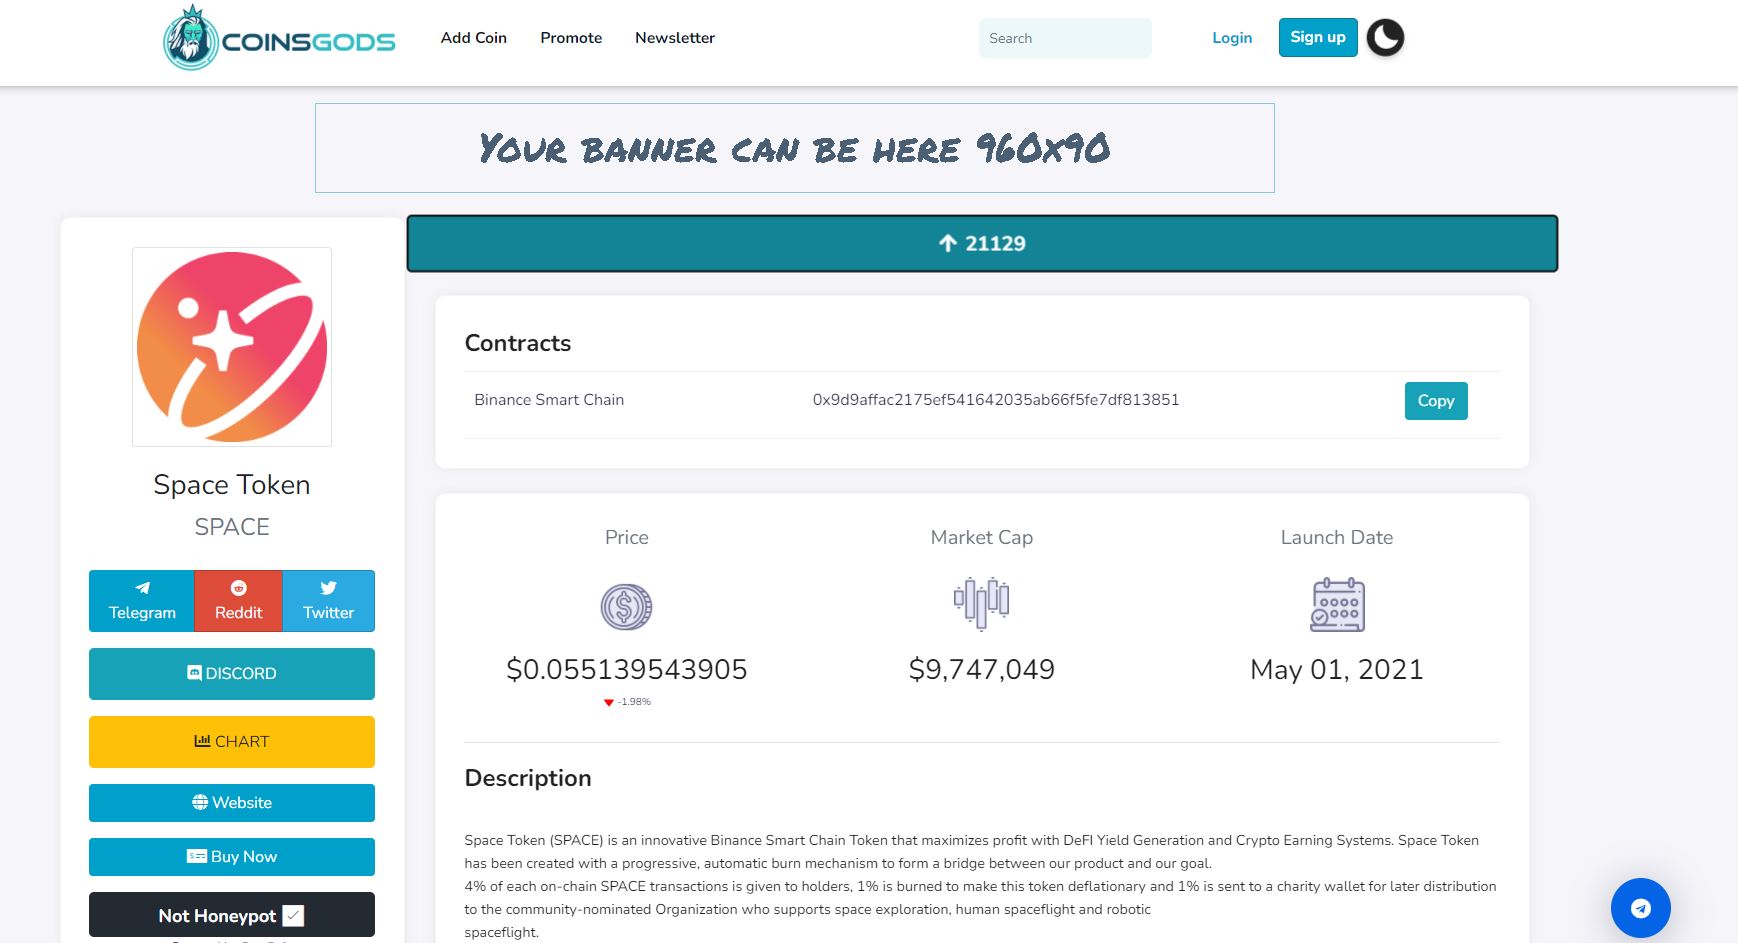 COINSGODS
Add Coin
Promote
Newsletter
Search
Login
Sign up
Your banner can be here 960x90
21129
Space Token
SPACE
Telegram
Reddit
Twitter
DISCORD
CHART
Website
Buy Now
Not Honeypot
Contracts
Binance Smart Chain
0x9d9affac2175ef541642035ab66f5fe7df813851
Copy
Price
Market Cap
Launch Date
$0.055139543905
$9,747,049
May 01, 2021
-1.98%
Description
Space Token (SPACE) is an innovative Binance Smart Chain Token that maximizes profit with DeFI Yield Generation and Crypto Earning Systems. Space Token
has been created with a progressive, automatic burn mechanism to form a bridge between our product and our goal.
4% of each on-chain SPACE transactions is given to holders, 1% is burned to make this token deflationary and 1% is sent to a charity wallet for later distribution
to the community-nominated Organization who supports space exploration, human spaceflight and robotic
spaceflight.